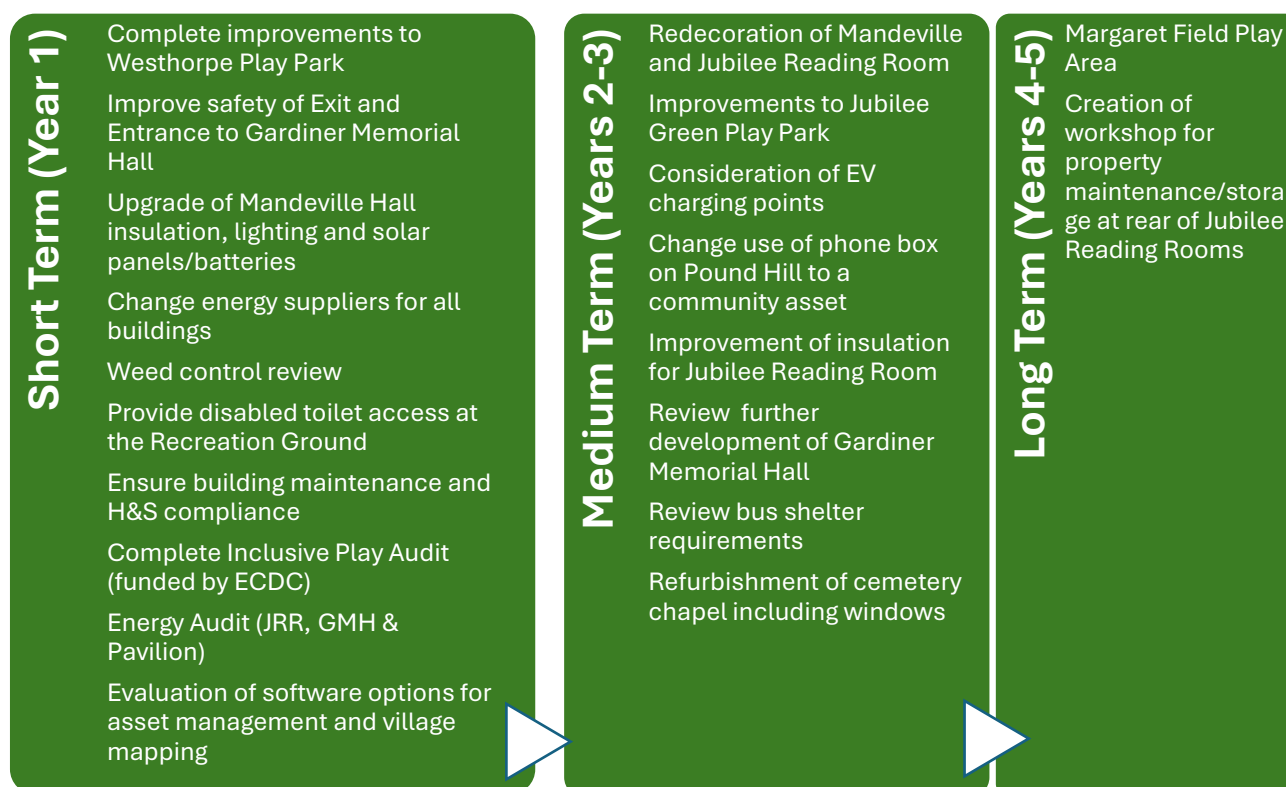 Short Term (Year 1)
Complete improvements to
Westhorpe Play Park
Improve safety of Exit and
Entrance to Gardiner Memorial
Hall
Upgrade of Mandeville Hall
insulation, lighting and solar
panels/batteries
Change energy suppliers for all
buildings
Weed control review
Provide disabled toilet access at
the Recreation Ground
Ensure building maintenance and
H&S compliance
Complete Inclusive Play Audit
(funded by ECDC)
Energy Audit (JRR, GMH &
Pavilion)
Evaluation of software options for
asset management and village
mapping
Medium Term (Years 2-3)
Redecoration of Mandeville
and Jubilee Reading Room
Improvements to Jubilee
Green Play Park
Consideration of EV
charging points
Change use of phone box
on Pound Hill to a
community asset
Improvement of insulation
for Jubilee Reading Room
Review  further
development of Gardiner
Memorial Hall
Review bus shelter
requirements
Refurbishment of cemetery
chapel including windows
Long Term (Years 4-5)
Margaret Field Play
Area
Creation of
workshop for
property
maintenance/stora
ge at rear of Jubilee
Reading Rooms